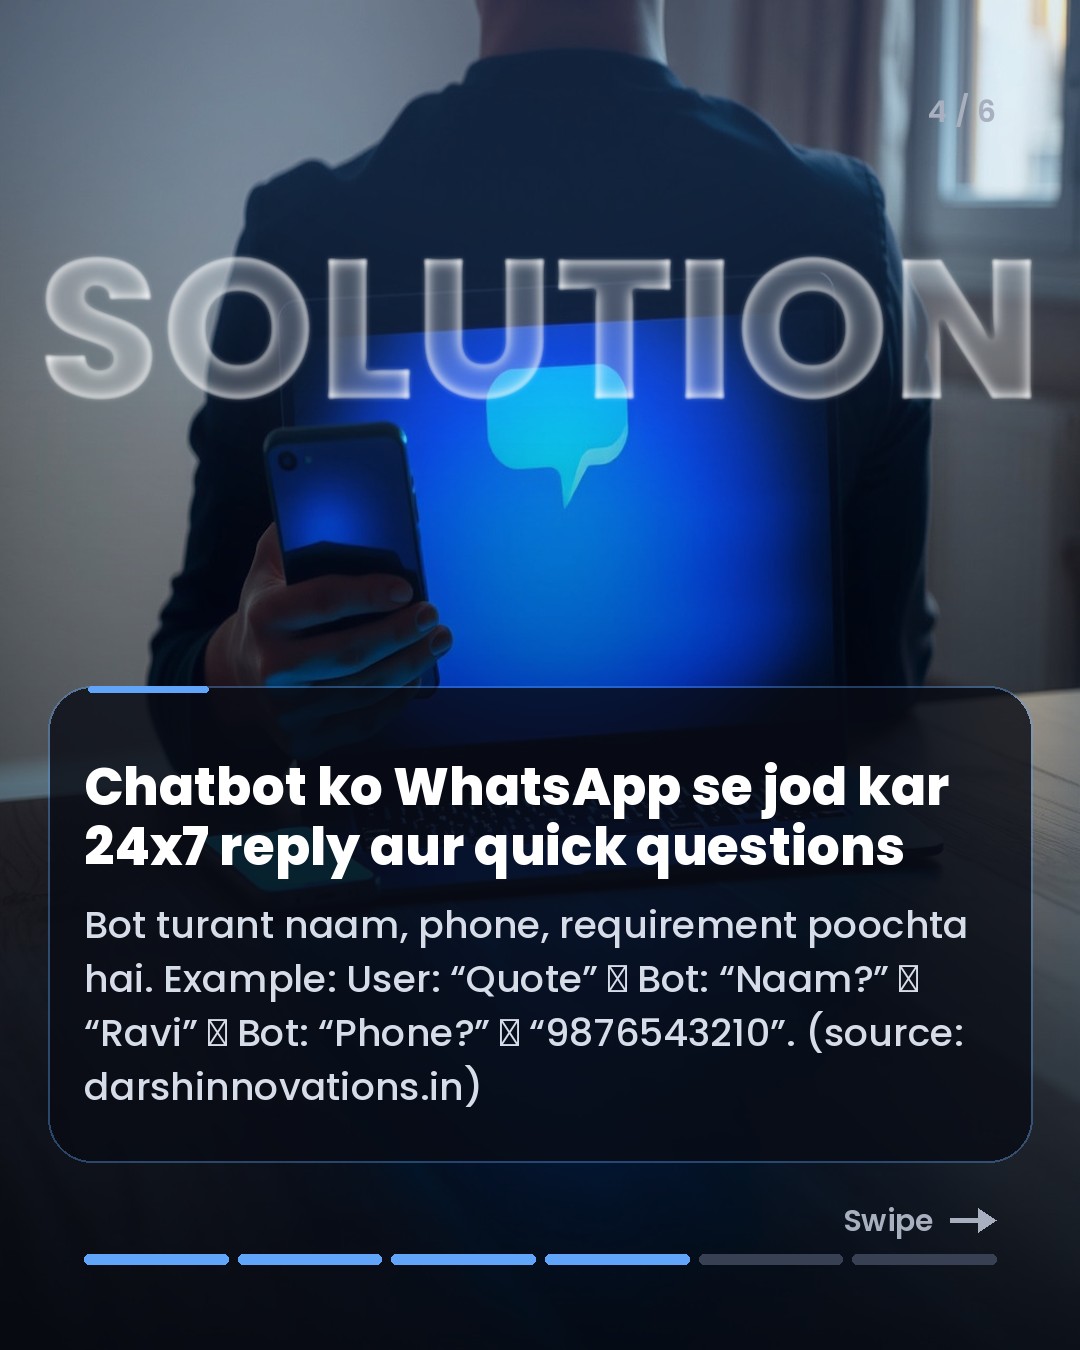 4 / 6
SOLUTION
Chatbot ko WhatsApp se jod kar
24x7 reply aur quick questions
Bot turant naam, phone, requirement poochta
hai. Example: User: “Quote” Bot: “Naam?”
“Ravi” Bot: “Phone?” “9876543210”. (source:
darshinnovations.in)
Swipe